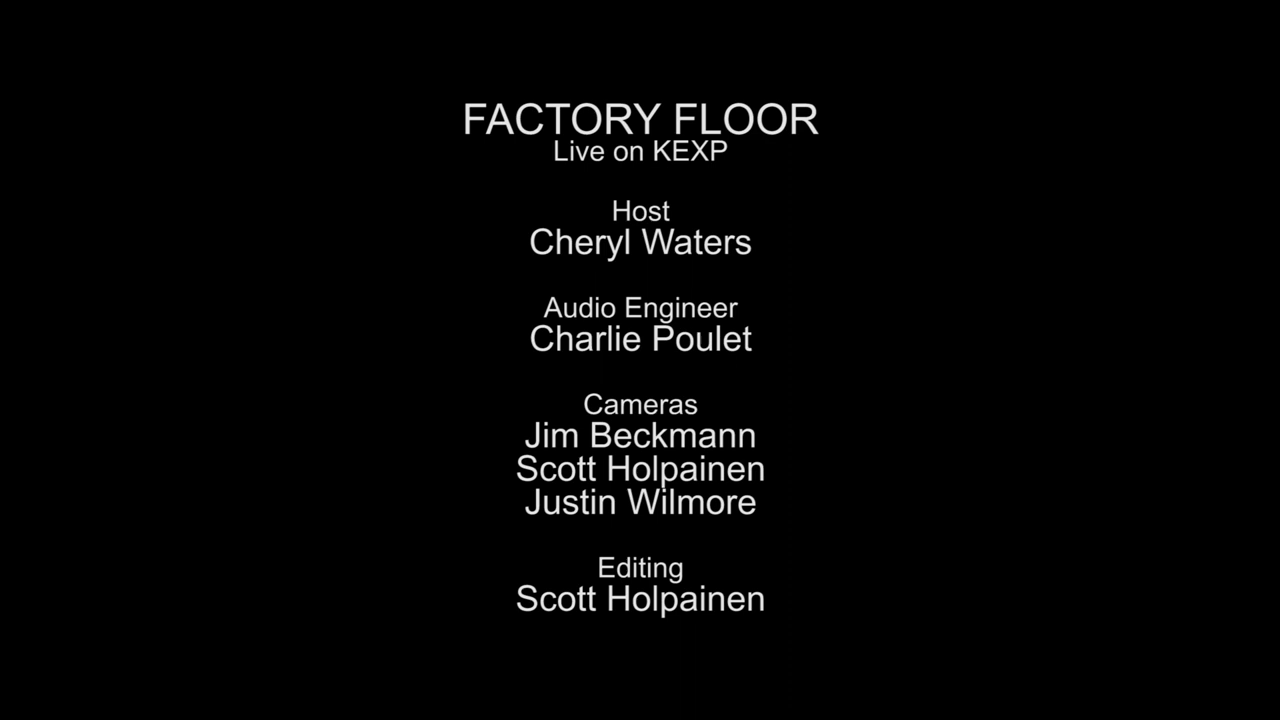 FACTORY FLOOR
Live on KEXP
Host
Cheryl Waters
Audio Engineer
Charlie Poulet
Cameras
Jim Beckmann
Scott Holpainen
Justin Wilmore
Editing
Scott Holpainen